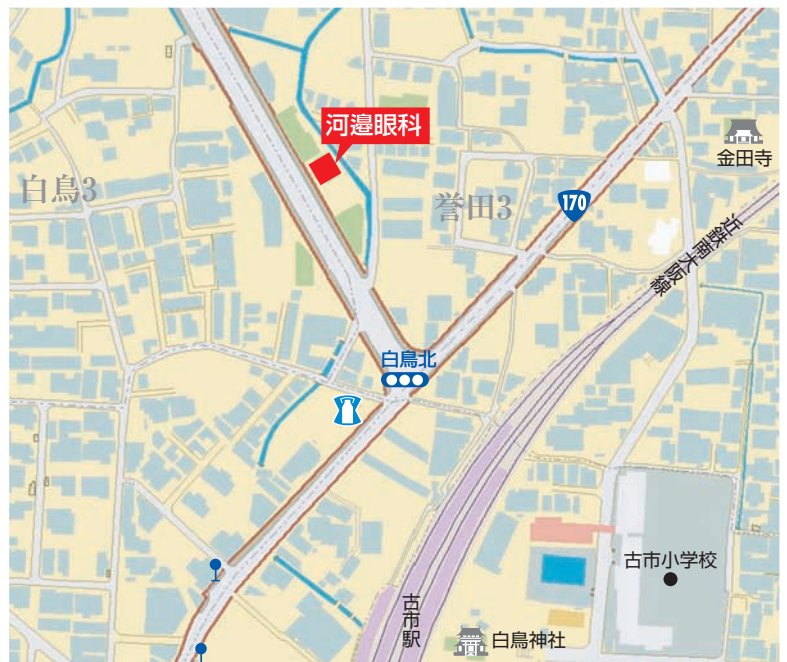 河邉眼科
金田寺
白鳥3
誉田3
170
近鉄南大阪線
白鳥北
古市小学校
古市駅
白鳥神社